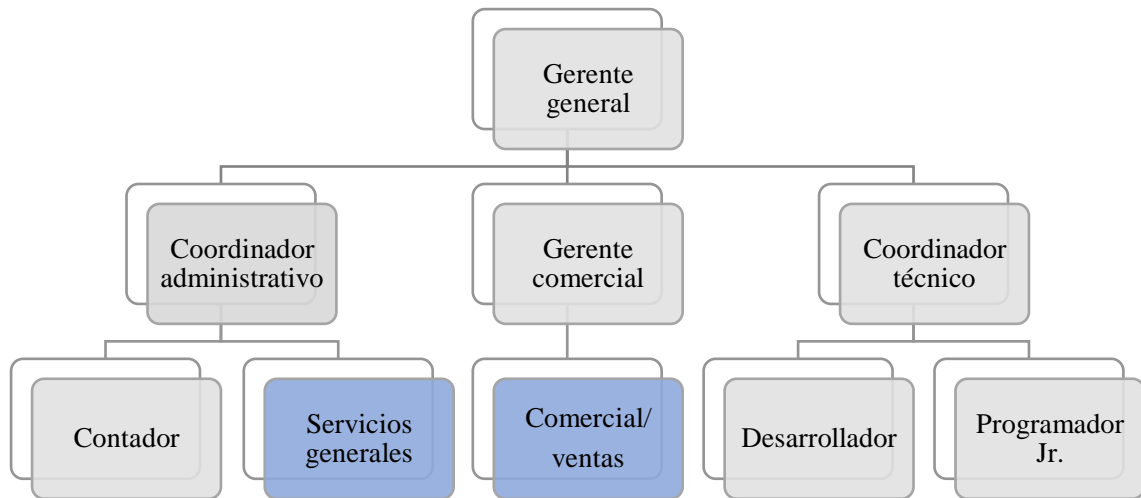 Gerente
general
Coordinador
administrativo
Gerente
comercial
Coordinador
técnico
Contador
Servicios
generales
Comercial/
ventas
Desarrollador
Programador
Jr.